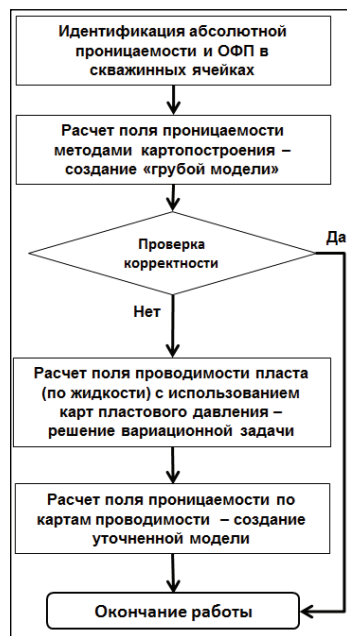 Идентификация абсолютной
проницаемости и ОФП в
скважинных ячейках
Расчет поля проницаемости
методами картопостроения –
создание «грубой модели»
Проверка
корректности
Да
Нет
Расчет поля проводимости пласта
(по жидкости) с использованием
карт пластового давления –
решение вариационной задачи
Расчет поля проницаемости по
картам проводимости – создание
уточненной модели
Окончание работы